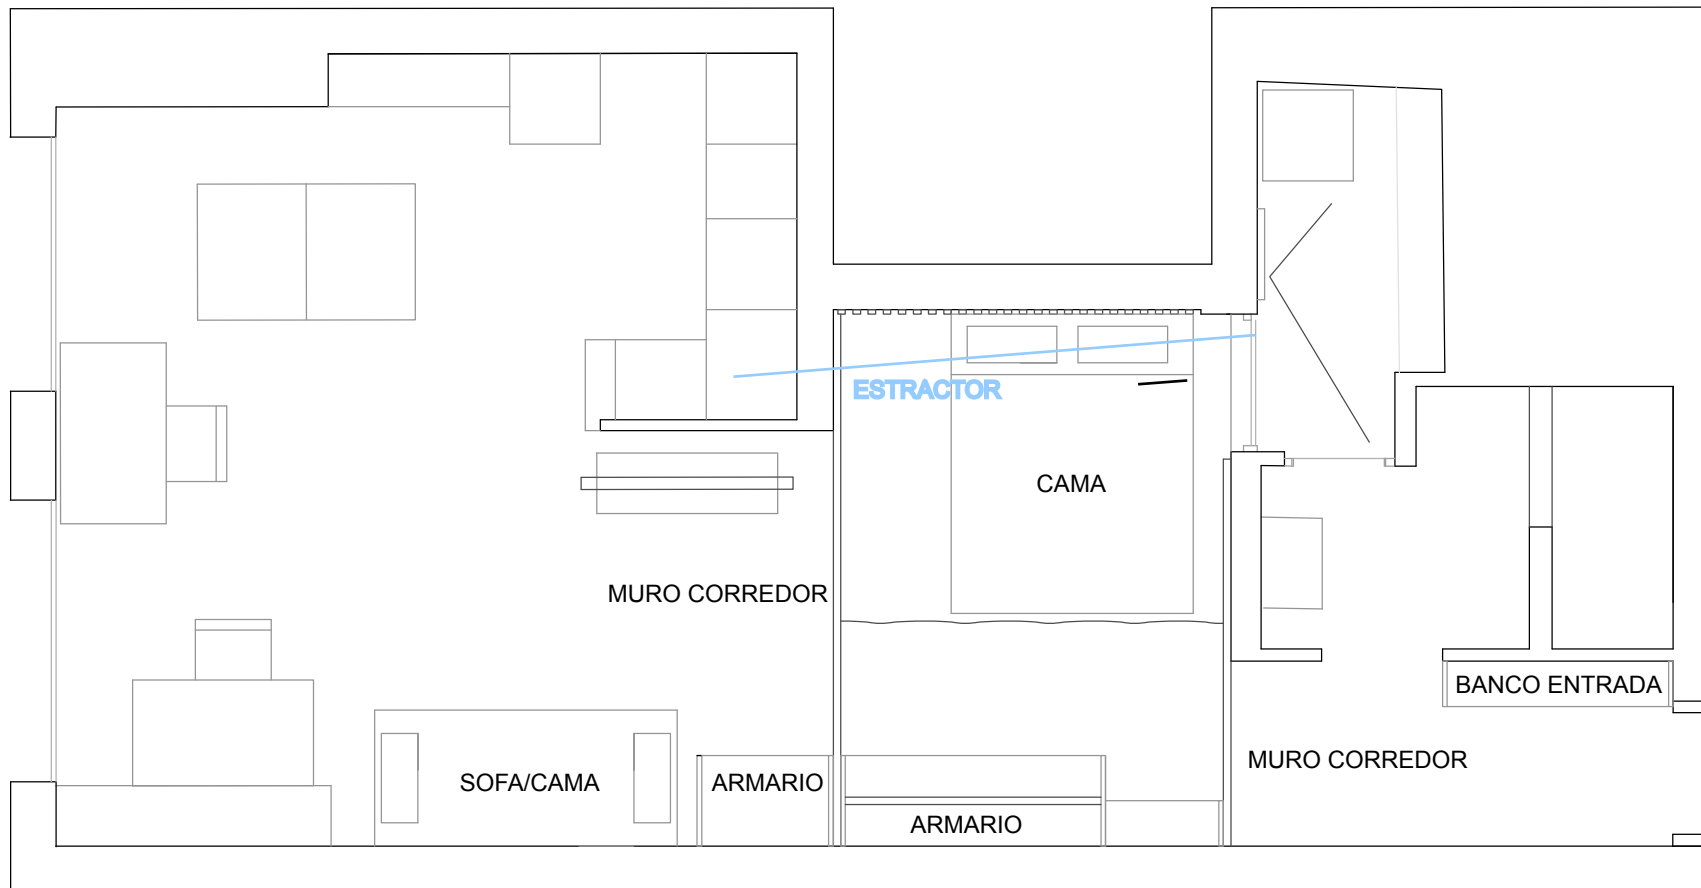 ESTRACTOR
CAMA
MURO CORREDOR
BANCO ENTRADA
MURO CORREDOR
SOFA/CAMA
ARMARIO
ARMARIO